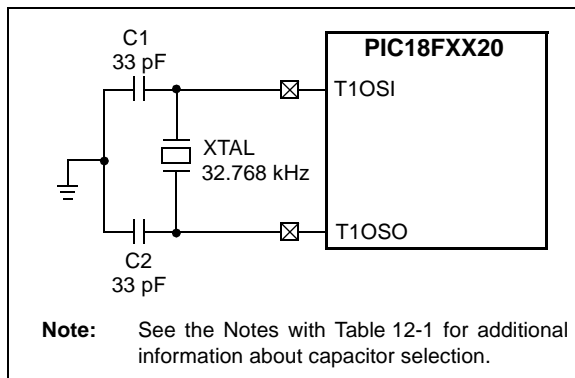 C1
33 pF
PIC18FXX20
T1OSI
XTAL
32.768 kHz
T1OSO
C2
33 pF
Note: See the Notes with Table 12-1 for additional
information about capacitor selection.